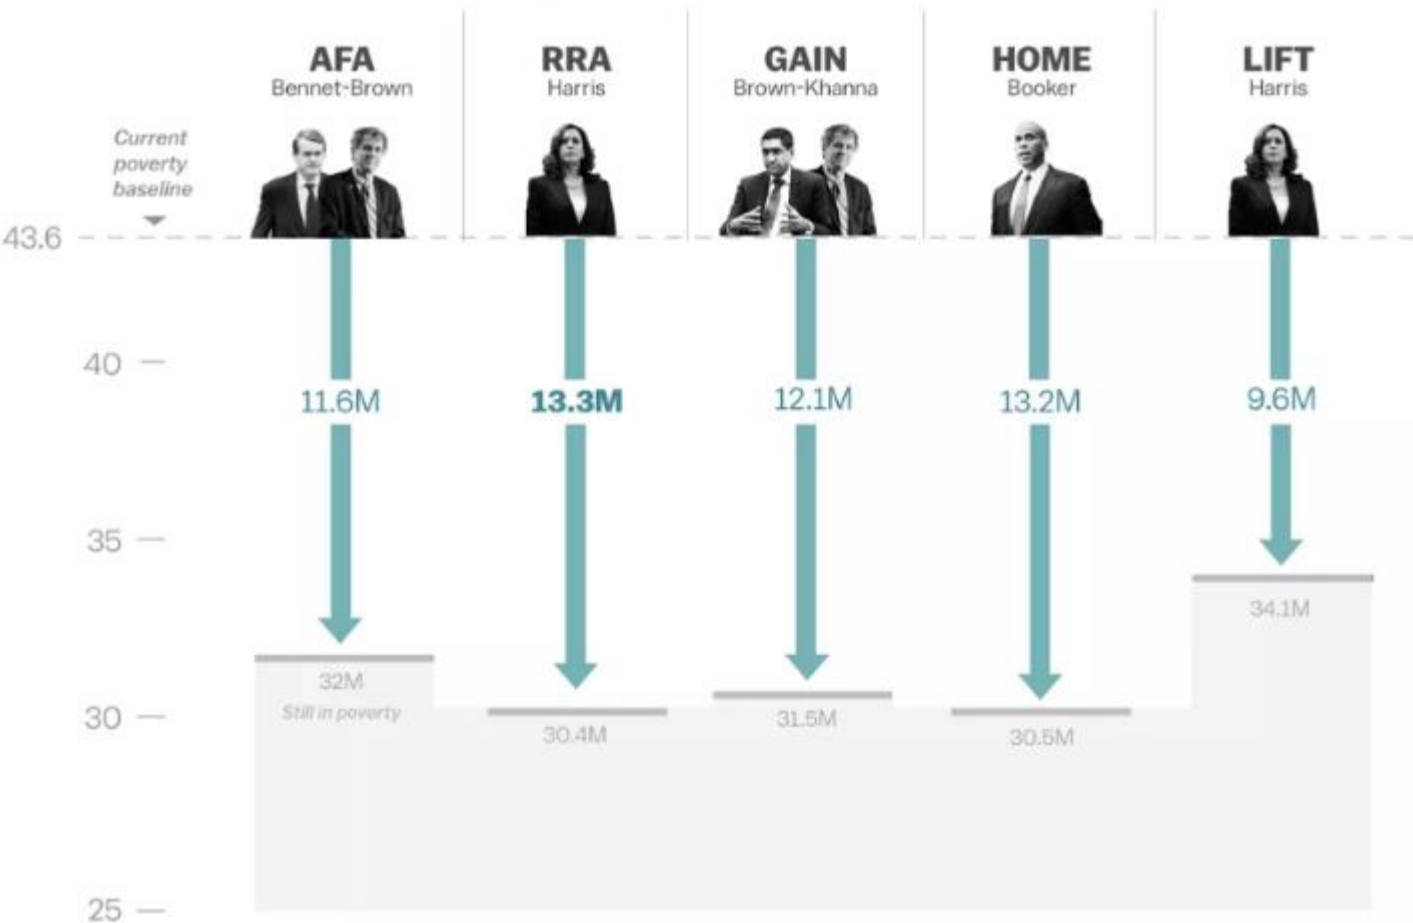 AFA
Bennet-Brown
RRA
Harris
GAIN
Brown-Khanna
HOME
Booker
LIFT
Harris
Current
poverty
baseline
43.6
40
11.6M
13.3M
12.1M
13.2M
9.6M
35
34.1M
32M
Still in poverty
30
30.4M
31.5M
30.5M
25